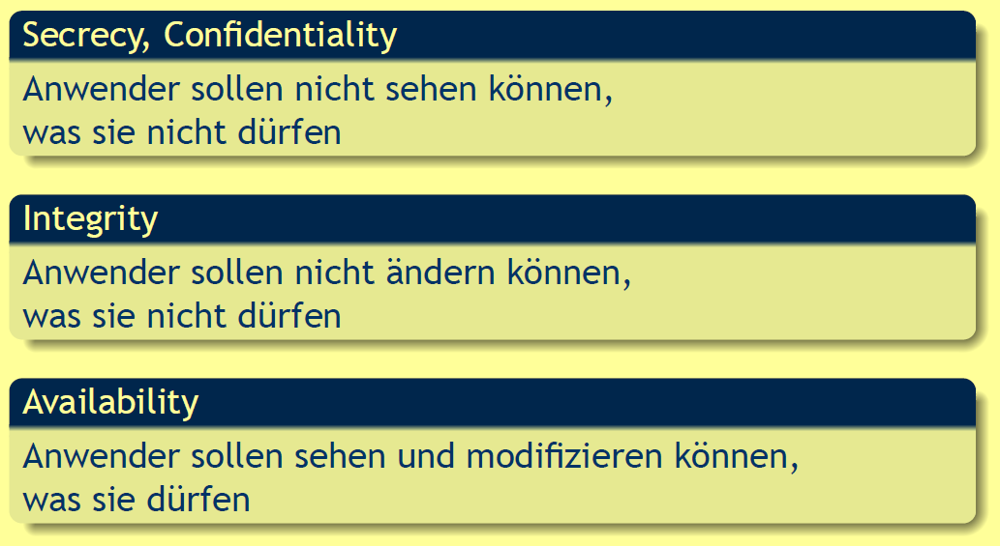 Secrecy, Confidentiality
Anwender sollen nicht sehen können,
was sie nicht dürfen
Integrity
Anwender sollen nicht ändern können,
was sie nicht dürfen
Availability
Anwender sollen sehen und modifizieren können,
was sie dürfen